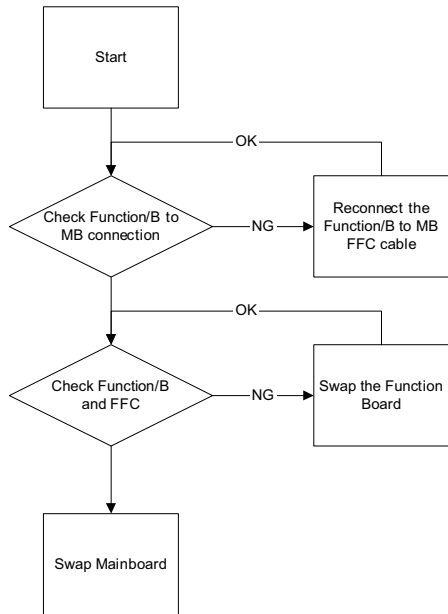 Start
OK
Check Function/B to
MB connection
NG
Reconnect the
Function/B to MB
FFC cable
OK
Check Function/B
and FFC
NG
Swap the Function
Board
Swap Mainboard